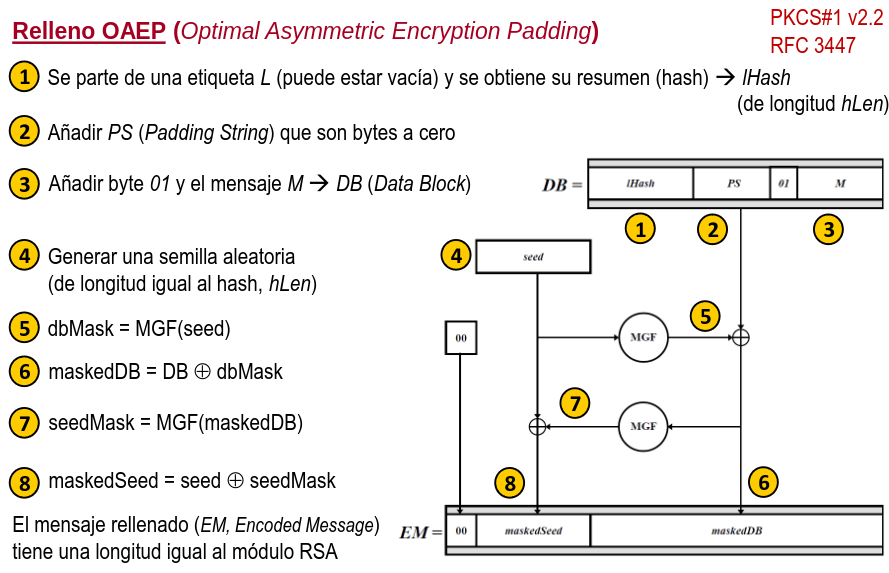 Relleno OAEP (Optimal Asymmetric Encryption Padding)
PKCS#1 v2.2
RFC 3447
1 Se parte de una etiqueta L (puede estar vacía) y se obtiene su resumen (hash) → lHash
(de longitud hLen)
2 Añadir PS (Padding String) que son bytes a cero
3 Añadir byte 01 y el mensaje M → DB (Data Block)
DB = lHash PS 01 M
1 2 3
4 Generar una semilla aleatoria
(de longitud igual al hash, hLen)
4 seed
5 dbMask = MGF(seed)
5
00 MGF
6 maskedDB = DB ⊕ dbMask
7 seedMask = MGF(maskedDB)
7
MGF
8 maskedSeed = seed ⊕ seedMask
8 6
El mensaje rellenado (EM, Encoded Message)
tiene una longitud igual al módulo RSA
EM = 00 maskedSeed maskedDB